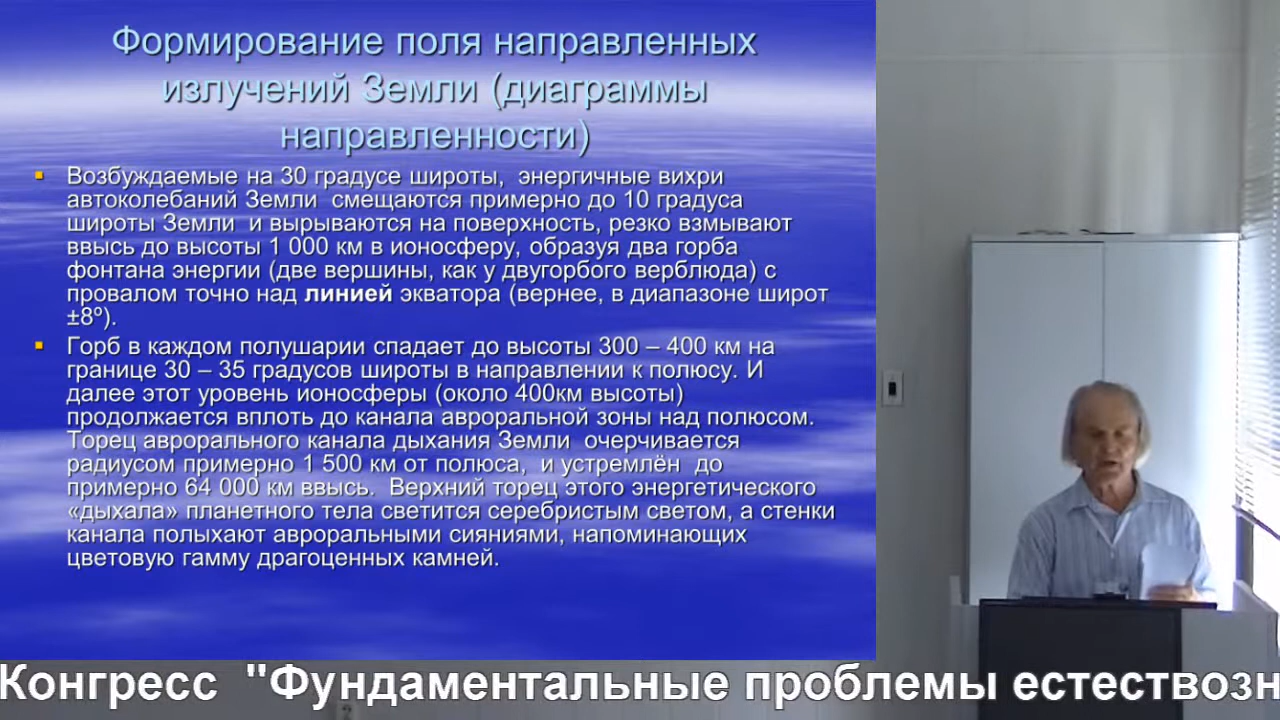 Формирование поля направленных
излучений Земли (диаграммы
направленности)
Возбуждаемые на 30 градусе широты, энергичные вихри
автоколебаний Земли смещаются примерно до 10 градуса
широты Земли и вырываются на поверхность, резко взмывают
ввысь до высоты 1 000 км в ионосферу, образуя два горба
фонтана энергии (две вершины, как у двугорбого верблюда) с
провалом точно над линией экватора (вернее, в диапазоне широт
±8º).
Горб в каждом полушарии спадает до высоты 300 – 400 км на
границе 30 – 35 градусов широты в направлении к полюсу. И
далее этот уровень ионосферы (около 400км высоты)
продолжается вплоть до канала авроральной зоны над полюсом.
Торец аврорального канала дыхания Земли очерчивается
радиусом примерно 1 500 км от полюса, и устремлён до
примерно 64 000 км ввысь. Верхний торец этого энергетического
«дыхала» планетного тела светится серебристым светом, а стенки
канала полыхают авроральными сияниями, напоминающих
цветовую гамму драгоценных камней.
Конгресс "Фундаментальные проблемы естествозн